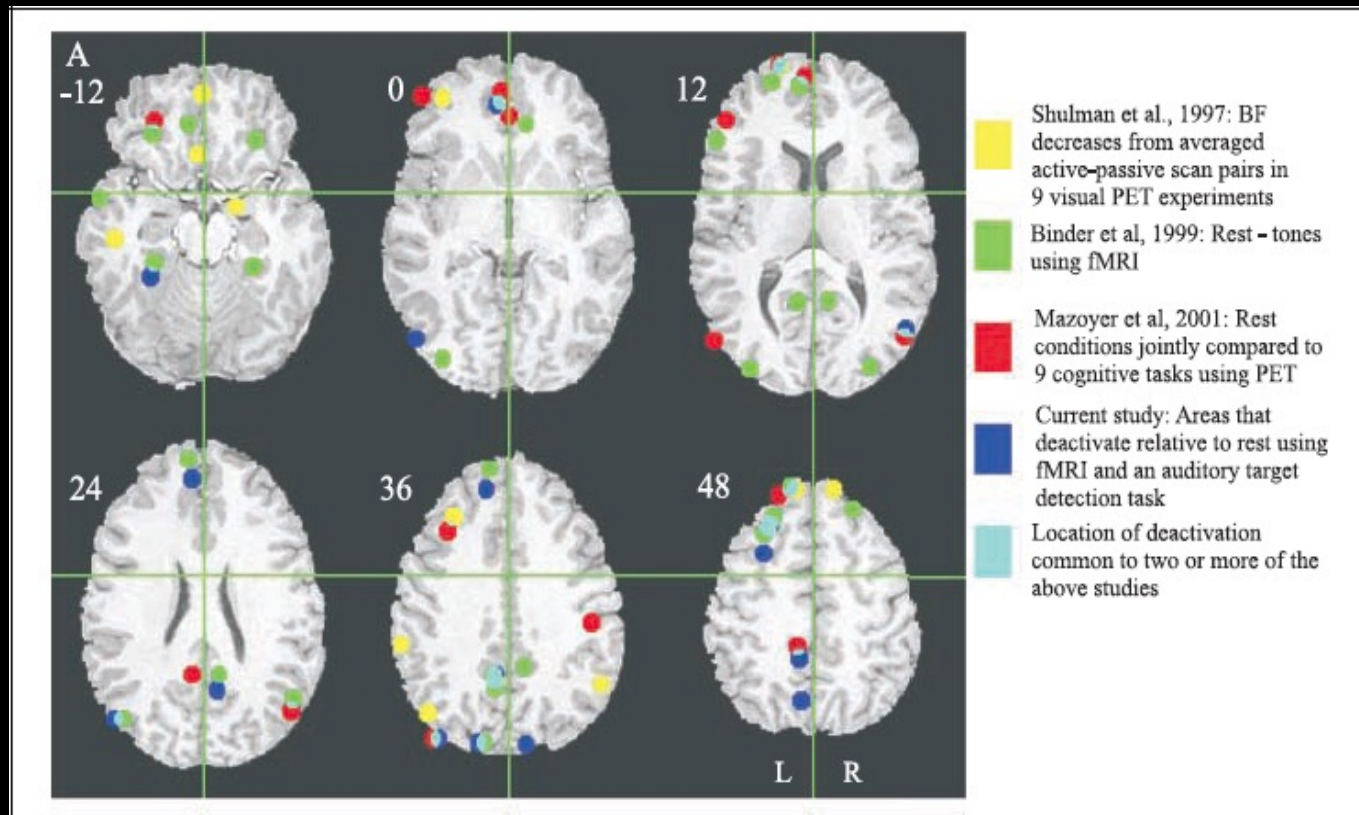 A
-12
0
12
24
36
48
L R
Shulman et al., 1997: BF
decreases from averaged
active-passive scan pairs in
9 visual PET experiments
Binder et al, 1999: Rest - tones
using fMRI
Mazoyer et al, 2001: Rest
conditions jointly compared to
9 cognitive tasks using PET
Current study: Areas that
deactivate relative to rest using
fMRI and an auditory target
detection task
Location of deactivation
common to two or more of the
above studies